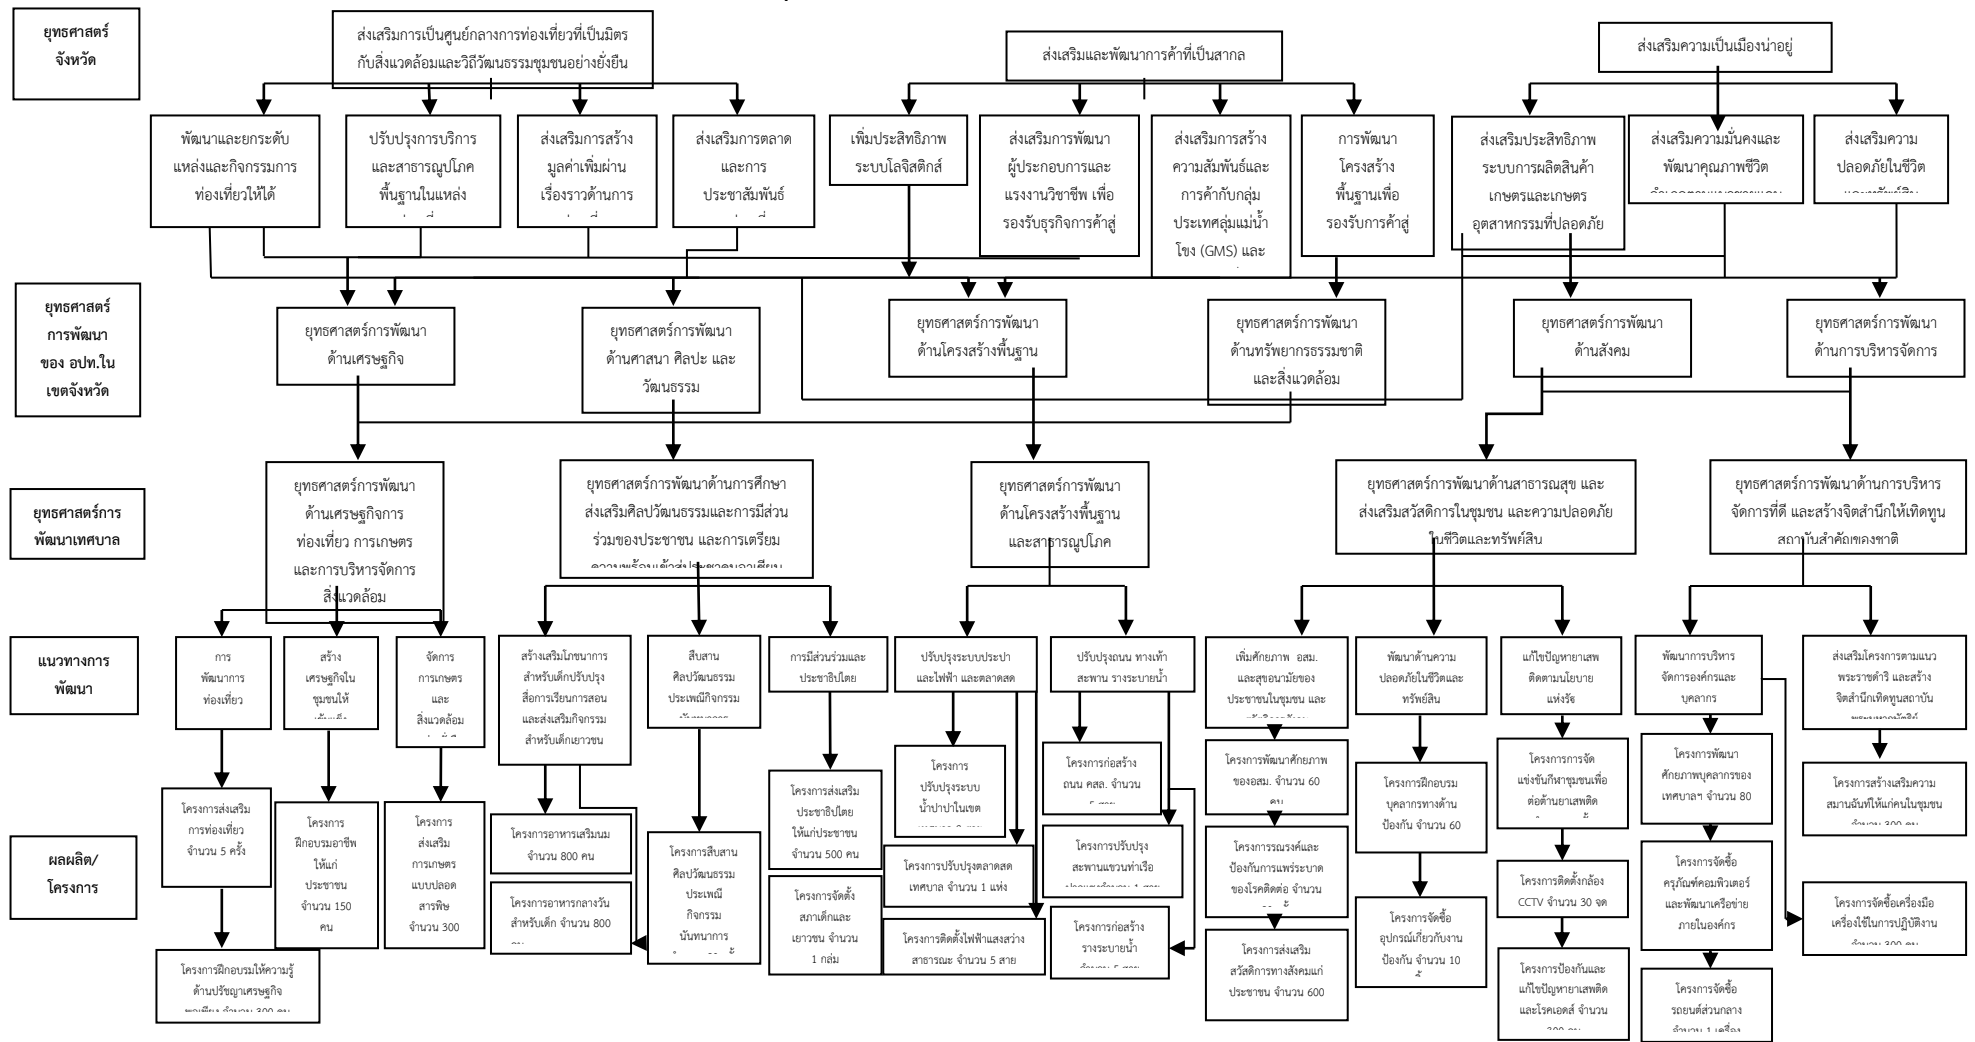 ยุทธศาสตร์
จังหวัด
ส่งเสริมการเป็นศูนย์กลางการท่องเที่ยวที่เป็นมิตร
กับสิ่งแวดล้อมและวิถีวัฒนธรรมชุมชนอย่างยั่งยืน
ส่งเสริมและพัฒนาการค้าที่เป็นสากล
ส่งเสริมความเป็นเมืองน่าอยู่
พัฒนาและยกระดับ
แหล่งและกิจกรรมการ
ท่องเที่ยวให้ได้
ปรับปรุงการบริการ
และสาธารณูปโภค
พื้นฐานในแหล่ง
ส่งเสริมการสร้าง
มูลค่าเพิ่มผ่าน
เรื่องราวด้านการ
ส่งเสริมการตลาด
และการ
ประชาสัมพันธ์
เพิ่มประสิทธิภาพ
ระบบโลจิสติกส์
ส่งเสริมการพัฒนา
ผู้ประกอบการและ
แรงงานวิชาชีพ เพื่อ
รองรับธุรกิจการค้าสู่
ส่งเสริมการสร้าง
ความสัมพันธ์และ
การค้ากับกลุ่ม
ประเทศลุ่มแม่น้ำ
โขง (GMS) และ
การพัฒนา
โครงสร้าง
พื้นฐานเพื่อ
รองรับการค้าสู่
ส่งเสริมประสิทธิภาพ
ระบบการผลิตสินค้า
เกษตรและเกษตร
อุตสาหกรรมที่ปลอดภัย
ส่งเสริมความมั่นคงและ
พัฒนาคุณภาพชีวิต
ส่งเสริมความ
ปลอดภัยในชีวิต
และทรัพย์สิน
ยุทธศาสตร์
การพัฒนา
ของ อปท.ใน
เขตจังหวัด
ยุทธศาสตร์การพัฒนา
ด้านเศรษฐกิจ
ยุทธศาสตร์การพัฒนา
ด้านศาสนา ศิลปะ และ
วัฒนธรรม
ยุทธศาสตร์การพัฒนา
ด้านโครงสร้างพื้นฐาน
ยุทธศาสตร์การพัฒนา
ด้านทรัพยากรธรรมชาติ
และสิ่งแวดล้อม
ยุทธศาสตร์การพัฒนา
ด้านสังคม
ยุทธศาสตร์การพัฒนา
ด้านการบริหารจัดการ
ยุทธศาสตร์การ
พัฒนาเทศบาล
ยุทธศาสตร์การพัฒนา
ด้านเศรษฐกิจการ
ท่องเที่ยว การเกษตร
และการบริหารจัดการ
สิ่งแวดล้อม
ยุทธศาสตร์การพัฒนาด้านการศึกษา
ส่งเสริมศิลปวัฒนธรรมและการมีส่วน
ร่วมของประชาชน และการเตรียม
ความพร้อมเข้าสู่ประชาคมอาเซียน
ยุทธศาสตร์การพัฒนา
ด้านโครงสร้างพื้นฐาน
และสาธารณูปโภค
ยุทธศาสตร์การพัฒนาด้านสาธารณสุข และ
ส่งเสริมสวัสดิการในชุมชน และความปลอดภัย
ในชีวิตและทรัพย์สิน
ยุทธศาสตร์การพัฒนาด้านการบริหาร
จัดการที่ดี และสร้างจิตสำนึกให้เทิดทูน
สถาบันสำคัญของชาติ
แนวทางการ
พัฒนา
การ
พัฒนาการ
ท่องเที่ยว
สร้าง
เศรษฐกิจใน
ชุมชนให้
จัดการ
การเกษตร
และ
สิ่งแวดล้อม
สร้างเสริมโภชนาการ
สำหรับเด็กปรับปรุง
สื่อการเรียนการสอน
และส่งเสริมกิจกรรม
สำหรับเด็กเยาวชน
สืบสาน
ศิลปวัฒนธรรม
ประเพณีกิจกรรม
การมีส่วนร่วมและ
ประชาธิปไตย
ปรับปรุงระบบประปา
และไฟฟ้า และตลาดสด
ปรับปรุงถนน ทางเท้า
สะพาน รางระบายน้ำ
เพิ่มศักยภาพ อสม.
และสุขอนามัยของ
ประชาชนในชุมชน และ
พัฒนาด้านความ
ปลอดภัยในชีวิตและ
ทรัพย์สิน
แก้ไขปัญหายาเสพ
ติดตามนโยบาย
แห่งรัฐ
พัฒนาการบริหาร
จัดการองค์กรและ
บุคลากร
ส่งเสริมโครงการตามแนว
พระราชดำริ และสร้าง
จิตสำนึกเทิดทูนสถาบัน
พระมหากษัตริย์
ผลผลิต/
โครงการ
โครงการส่งเสริม
การท่องเที่ยว
จำนวน 5 ครั้ง
โครงการฝึกอบรมให้ความรู้
ด้านปรัชญาเศรษฐกิจ
พอเพียง จำนวน 300 คน
โครงการ
ฝึกอบรมอาชีพ
ให้แก่
ประชาชน
จำนวน 150
คน
โครงการ
ส่งเสริม
การเกษตร
แบบปลอด
สารพิษ
จำนวน 300
โครงการอาหารเสริมนม
จำนวน 800 คน
โครงการอาหารกลางวัน
สำหรับเด็ก จำนวน 800
โครงการสืบสาน
ศิลปวัฒนธรรม
ประเพณี
กิจกรรม
นันทนาการ
โครงการส่งเสริม
ประชาธิปไตย
ให้แก่ประชาชน
จำนวน 500 คน
โครงการจัดตั้ง
สภาเด็กและ
เยาวชน จำนวน
1 กลุ่ม
โครงการ
ปรับปรุงระบบ
น้ำปาปาในเขต
โครงการปรับปรุงตลาดสด
เทศบาล จำนวน 1 แห่ง
โครงการติดตั้งไฟฟ้าแสงสว่าง
สาธารณะ จำนวน 5 สาย
โครงการก่อสร้าง
ถนน คสล. จำนวน
5 สาย
โครงการปรับปรุง
สะพานแขวนท่าเรือ
โครงการก่อสร้าง
รางระบายน้ำ
จำนวน 5 สาย
โครงการพัฒนาศักยภาพ
ของอสม. จำนวน 60
คน
โครงการรณรงค์และ
ป้องกันการแพร่ระบาด
ของโรคติดต่อ จำนวน
โครงการส่งเสริม
สวัสดิการทางสังคมแก่
ประชาชน จำนวน 600
โครงการฝึกอบรม
บุคลากรทางด้าน
ป้องกัน จำนวน 60
โครงการจัดซื้อ
อุปกรณ์เกี่ยวกับงาน
ป้องกัน จำนวน 10
โครงการการจัด
แข่งขันกีฬาชุมชนเพื่อ
ต่อต้านยาเสพติด
โครงการติดตั้งกล้อง
CCTV จำนวน 30 จุด
โครงการป้องกันและ
แก้ไขปัญหายาเสพติด
และโรคเอดส์ จำนวน
300 คน
โครงการพัฒนา
ศักยภาพบุคลากรของ
เทศบาลฯ จำนวน 80
โครงการจัดซื้อ
ครุภัณฑ์คอมพิวเตอร์
และพัฒนาเครือข่าย
ภายในองค์กร
โครงการจัดซื้อ
รถยนต์ส่วนกลาง
จำนวน 1 เครื่อง
โครงการสร้างเสริมความ
สมานฉันท์ให้แก่คนในชุมชน
จำนวน 300 คน
โครงการจัดซื้อเครื่องมือ
เครื่องใช้ในการปฏิบัติงาน
จำนวน 300 คน